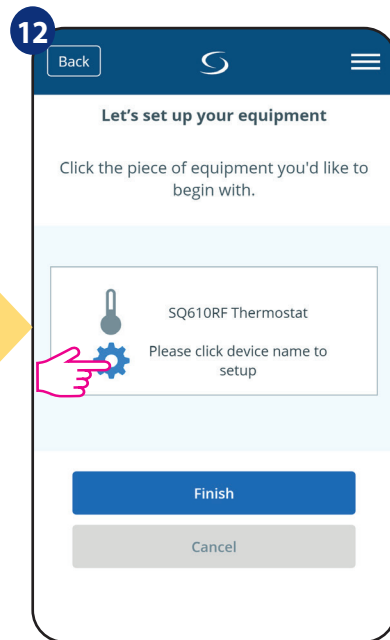 12
Back
Let's set up your equipment
Click the piece of equipment you'd like to
begin with.
SQ610RF Thermostat
Please click device name to
setup
Finish
Cancel